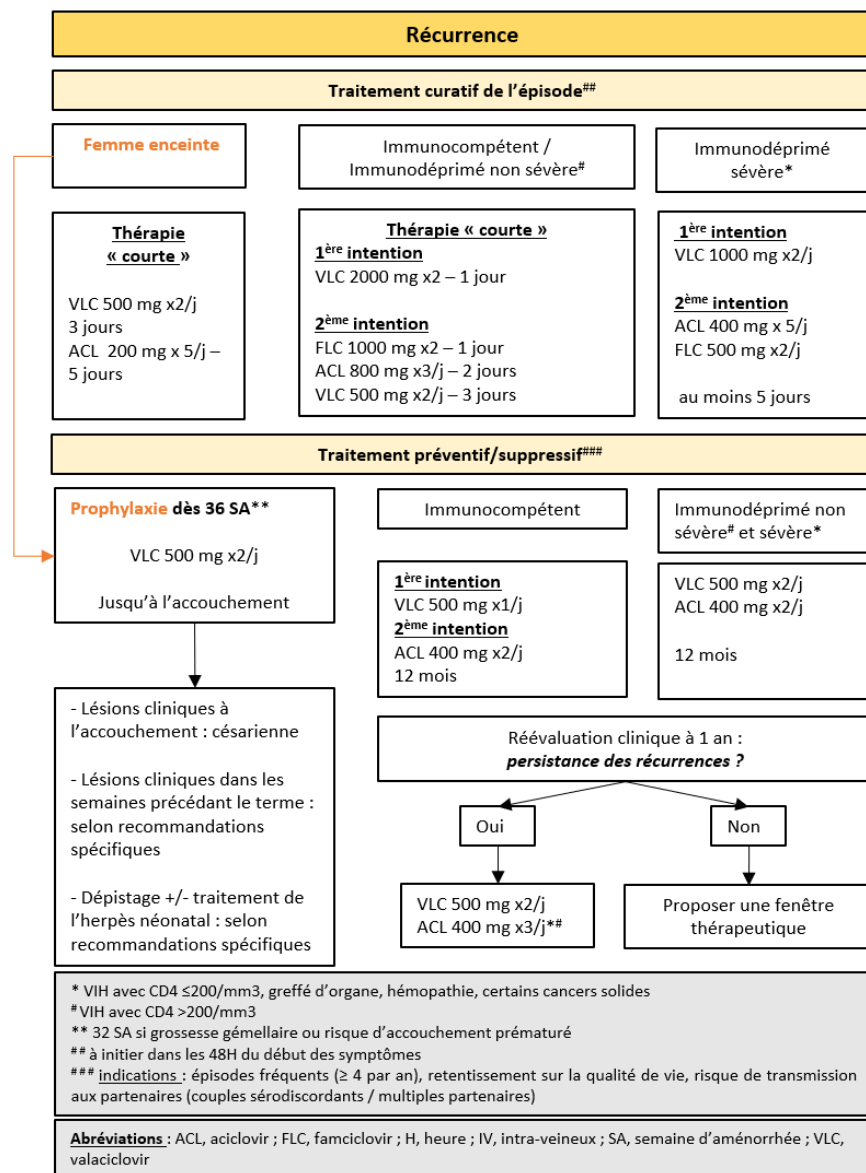 Récurrence
Traitement curatif de l'épisode##
Femme enceinte
Immunocompétent /
Immunodéprimé non sévère#
Immunodéprimé
sévère*
Thérapie
« courte »
VLC 500 mg x2/j
3 jours
ACL  200 mg x 5/j –
5 jours
Thérapie « courte »
1ère intention
VLC 2000 mg x2 – 1 jour
2ème intention
FLC 1000 mg x2 – 1 jour
ACL 800 mg x3/j – 2 jours
VLC 500 mg x2/j – 3 jours
1ère intention
VLC 1000 mg x2/j
2ème intention
ACL 400 mg x 5/j
FLC 500 mg x2/j
au moins 5 jours
Traitement préventif/suppressif###
Prophylaxie dès 36 SA**
VLC 500 mg x2/j
Jusqu'à l'accouchement
Immunocompétent
Immunodéprimé non
sévère# et sévère*
1ère intention
VLC 500 mg x1/j
2ème intention
ACL 400 mg x2/j
12 mois
VLC 500 mg x2/j
ACL 400 mg x2/j
12 mois
- Lésions cliniques à
l'accouchement : césarienne
- Lésions cliniques dans les
semaines précédant le terme :
selon recommandations
spécifiques
- Dépistage +/- traitement de
l'herpès néonatal : selon
recommandations spécifiques
Réévaluation clinique à 1 an :
persistance des récurrences ?
Oui
Non
VLC 500 mg x2/j
ACL 400 mg x3/j*#
Proposer une fenêtre
thérapeutique
* VIH avec CD4 ≤200/mm3, greffé d'organe, hémopathie, certains cancers solides
# VIH avec CD4 >200/mm3
** 32 SA si grossesse gémellaire ou risque d'accouchement prématuré
## à initier dans les 48H du début des symptômes
### indications : épisodes fréquents (≥ 4 par an), retentissement sur la qualité de vie, risque de transmission
aux partenaires (couples sérodiscordants / multiples partenaires)
Abréviations : ACL, aciclovir ; FLC, famciclovir ; H, heure ; IV, intra-veineux ; SA, semaine d'aménorrhée ; VLC,
valaciclovir